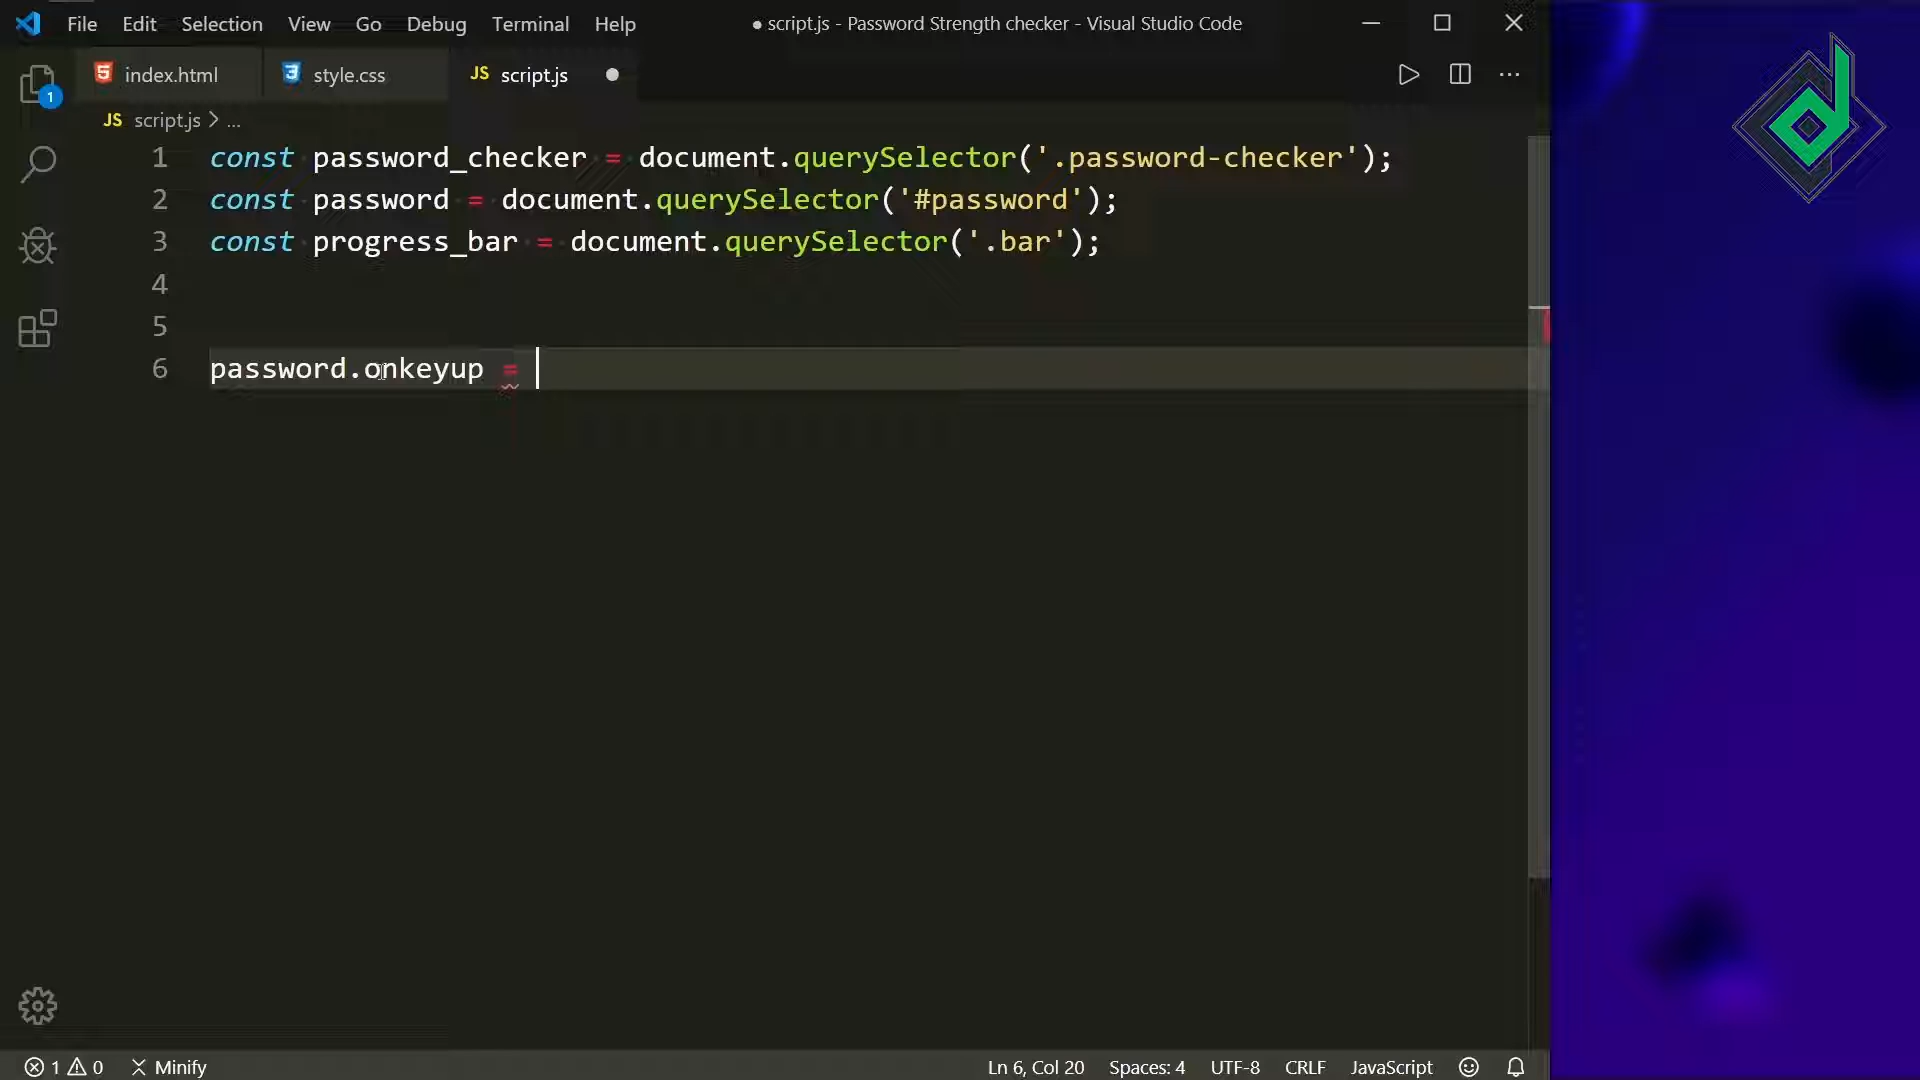 File Edit Selection View Go Debug Terminal Help ● script.js - Password Strength checker - Visual Studio Code
index.html style.css JS script.js ●
1
JS script.js > ...
1 const password_checker = document.querySelector('.password-checker');
2 const password = document.querySelector('#password');
3 const progress_bar = document.querySelector('.bar');
4
5
6 password.onkeyup =
1 0 Minify Ln 6, Col 20 Spaces: 4 UTF-8 CRLF JavaScript